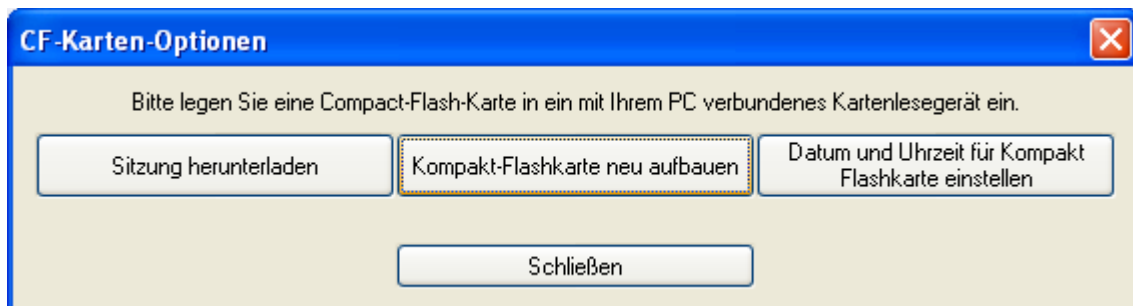 CF-Karten-Optionen
Bitte legen Sie eine Compact-Flash-Karte in ein mit Ihrem PC verbundenes Kartenlesegerät ein.
Sitzung herunterladen
Kompakt-Flashkarte neu aufbauen
Datum und Uhrzeit für Kompakt
Flashkarte einstellen
Schließen